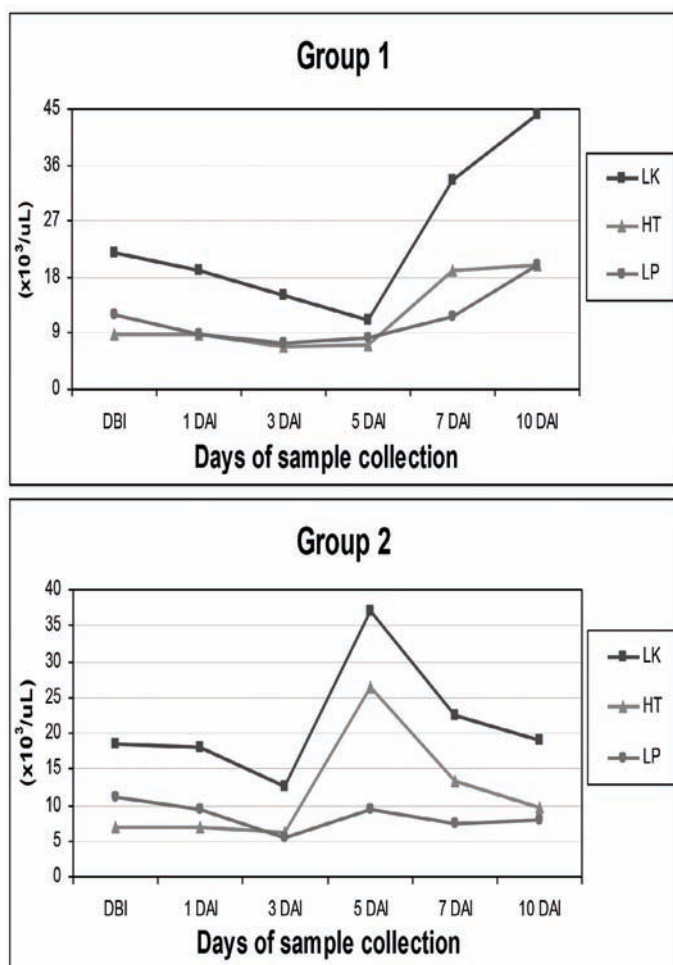 Group 1
(x10³/uL)
45
36
27
18
9
0
DBI 1 DAI 3 DAI 5 DAI 7 DAI 10 DAI
Days of sample collection
LK
HT
LP
Group 2
(x10³/uL)
40
35
30
25
20
15
10
5
0
DBI 1 DAI 3 DAI 5 DAI 7 DAI 10 DAI
Days of sample collection
LK
HT
LP